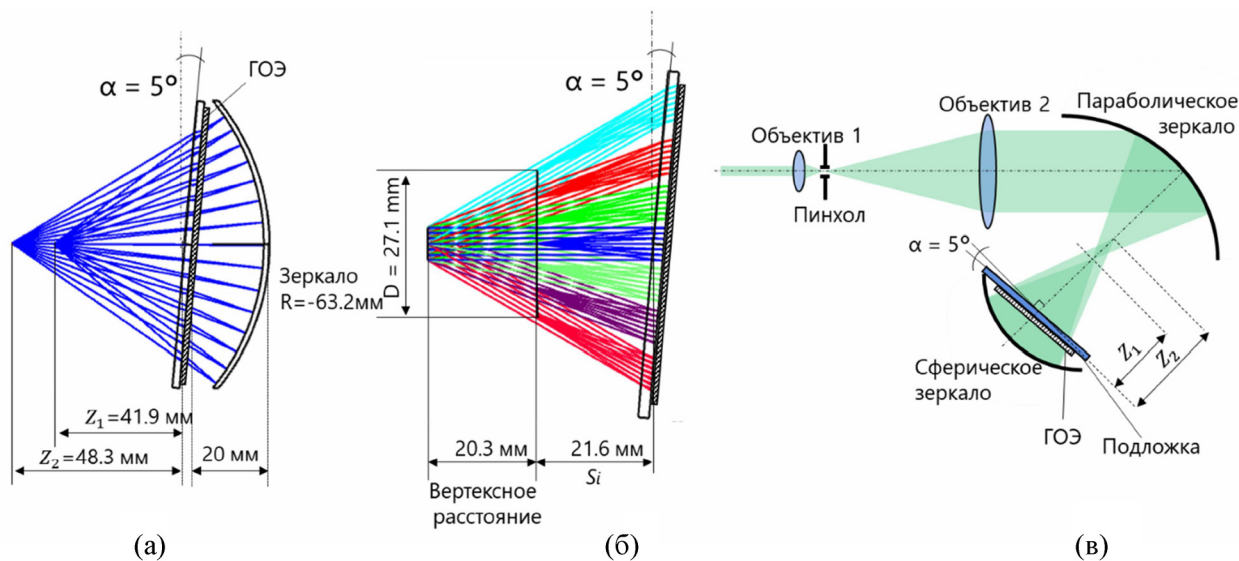 α = 5°
ГОЭ
Зеркало
R=-63.2мм
Z₁=41.9 мм
Z₂=48.3 мм
20 мм
(а)
α = 5°
D = 27.1 mm
20.3 мм
21.6 мм
Si
Вертексное
расстояние
(б)
Объектив 1
Объектив 2
Параболическое
зеркало
Пинхол
α = 5°
Z₁
Z₂
Сферическое
зеркало
ГОЭ
Подложка
(в)